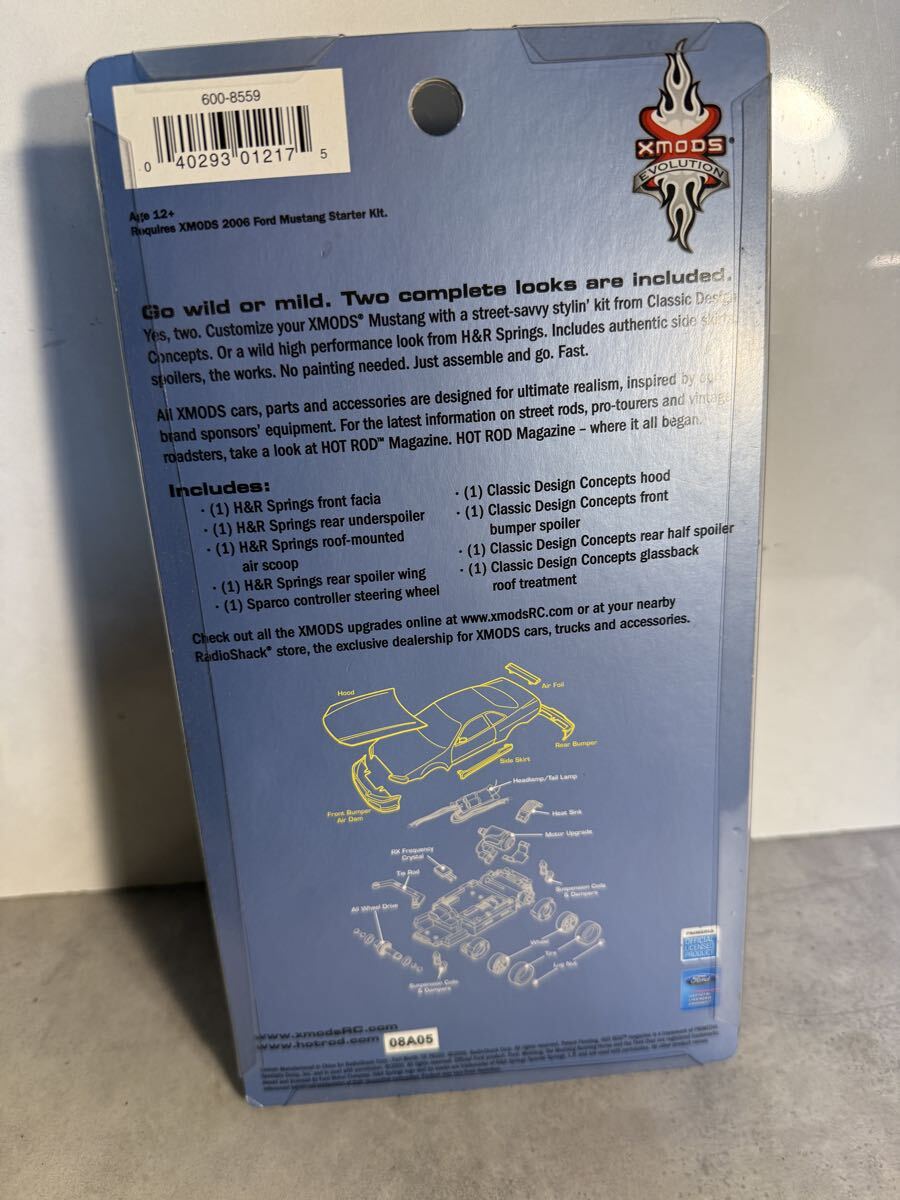 600-8559
0 40293 01217 5
XMODS®
EVOLUTION
Age 12+
Requires XMODS 2006 Ford Mustang Starter Kit.
Go wild or mild. Two complete looks are included.
Yes, two. Customize your XMODS® Mustang with a street-savvy stylin' kit from Classic Design
Concepts. Or a wild high performance look from H&R Springs. Includes authentic side skirts,
spoilers, the works. No painting needed. Just assemble and go. Fast.
All XMODS cars, parts and accessories are designed for ultimate realism, inspired by our
brand sponsors' equipment. For the latest information on street rods, pro-tourers and vintage
roadsters, take a look at HOT ROD™ Magazine. HOT ROD Magazine – where it all began.
Includes:
· (1) H&R Springs front facia
· (1) H&R Springs rear underspoiler
· (1) H&R Springs roof-mounted
air scoop
· (1) H&R Springs rear spoiler wing
· (1) Sparco controller steering wheel
· (1) Classic Design Concepts hood
· (1) Classic Design Concepts front
bumper spoiler
· (1) Classic Design Concepts rear half spoiler
· (1) Classic Design Concepts glassback
roof treatment
Check out all the XMODS upgrades online at www.xmodsRC.com or at your nearby
RadioShack® store, the exclusive dealership for XMODS cars, trucks and accessories.
Hood
Air Foil
Rear Bumper
Side Skirt
Front Bumper
Air Dam
Headlamp/Tail Lamp
Heat Sink
Motor Upgrade
RX Frequency
Crystal
Tie Rod
Suspension Coils
& Dampers
All Wheel Drive
Wheel
Tire
Lug Nut
Suspension Coils
& Dampers
OFFICIAL
LICENSED
PRODUCT
Ford
www.xmodsRC.com
www.hotrod.com
08A05